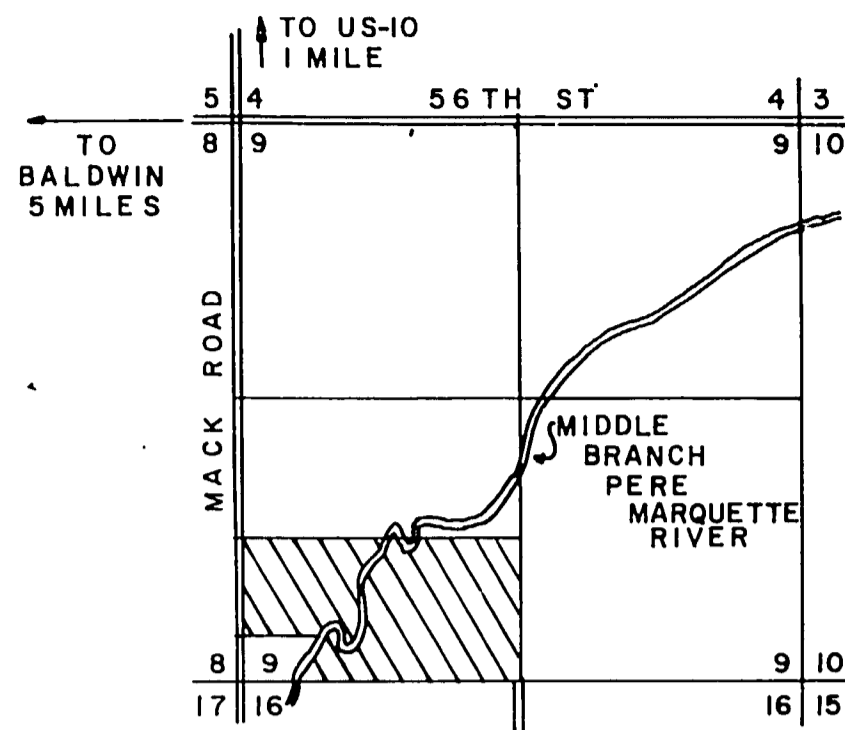 TO US-10
1 MILE
5 4 56TH ST. 4 3
8 9 9 10
TO
BALDWIN
5 MILES
MACK ROAD
MIDDLE
BRANCH
PERE
MARQUETTE
RIVER
8 9 9 10
17 16 16 15